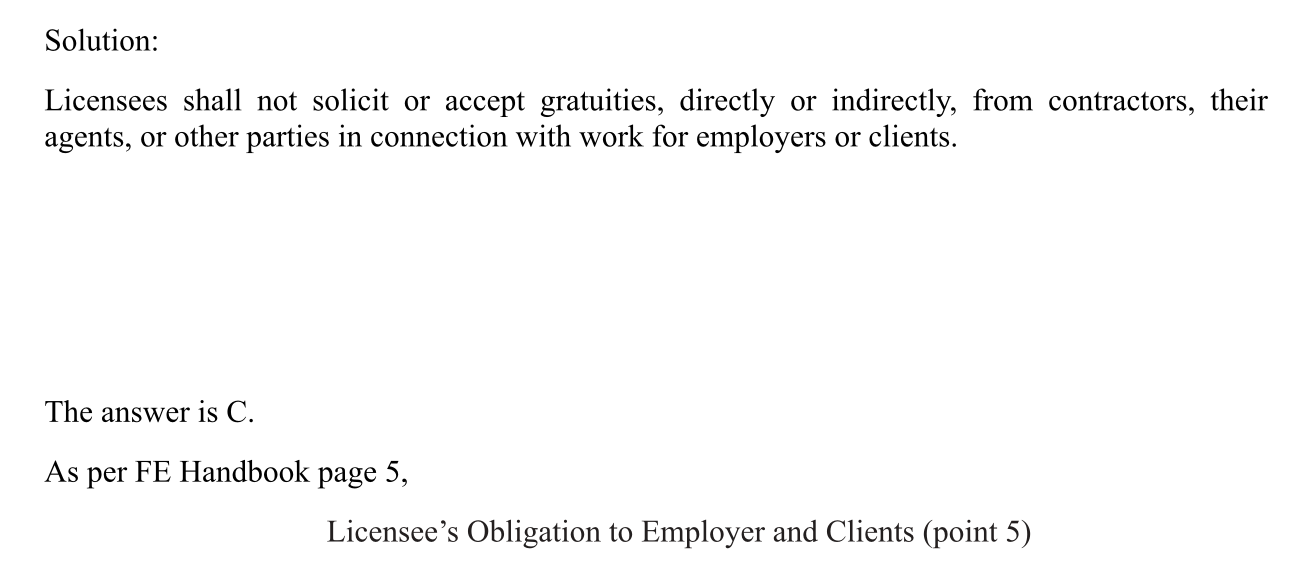 Solution:
Licensees shall not solicit or accept gratuities, directly or indirectly, from contractors, their
agents, or other parties in connection with work for employers or clients.
The answer is C.
As per FE Handbook page 5,
Licensee’s Obligation to Employer and Clients (point 5)